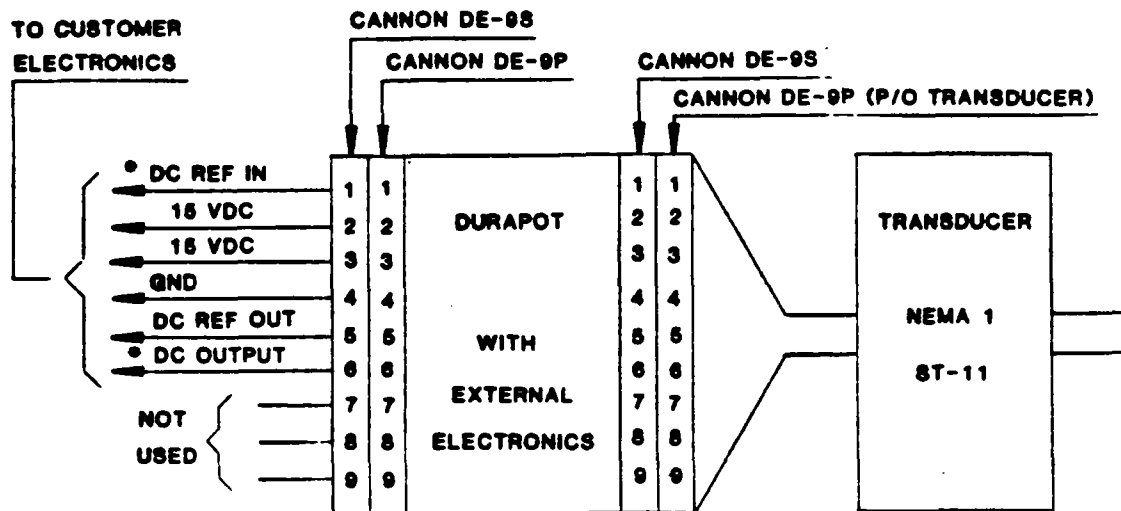 TO CUSTOMER
ELECTRONICS
CANNON DE-9S
CANNON DE-9P
CANNON DE-9S
CANNON DE-9P (P/O TRANSDUCER)
• DC REF IN
15 VDC
15 VDC
GND
DC REF OUT
• DC OUTPUT
NOT
USED
1 1
2 2
3 3
4 4
5 5
6 6
7 7
8 8
9 9
DURAPOT
WITH
EXTERNAL
ELECTRONICS
1 1
2 2
3 3
4 4
5 5
6 6
7 7
8 8
9 9
TRANSDUCER
NEMA 1
ST-11